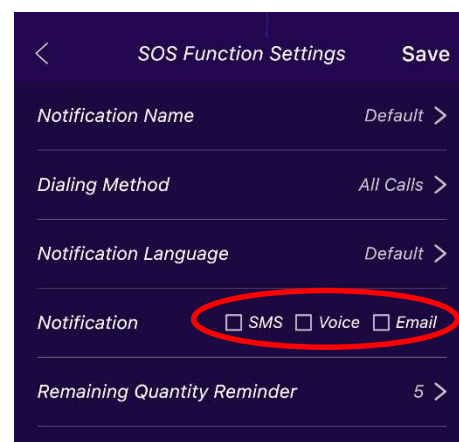 SOS Function Settings Save
Notification Name Default
Dialing Method All Calls
Notification Language Default
Notification SMS Voice Email
Remaining Quantity Reminder 5